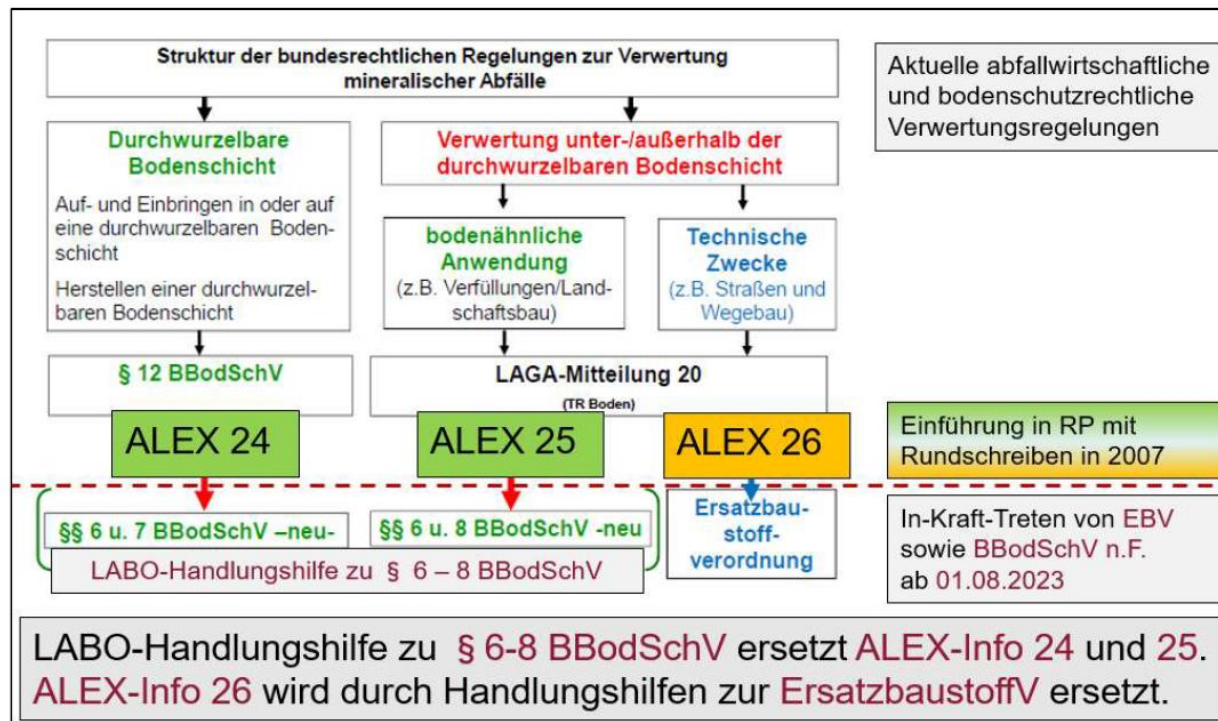 Struktur der bundesrechtlichen Regelungen zur Verwertung
mineralischer Abfälle
Aktuelle abfallwirtschaftliche
und bodenschutzrechtliche
Verwertungsregelungen
Durchwurzelbare
Bodenschicht
Auf- und Einbringen in oder auf
eine durchwurzelbaren Boden-
schicht
Herstellen einer durchwurzel-
baren Bodenschicht
Verwertung unter-/außerhalb der
durchwurzelbaren Bodenschicht
bodenähnliche
Anwendung
(z.B. Verfüllungen/Land-
schaftsbau)
Technische
Zwecke
(z.B. Straßen und
Wegebau)
§ 12 BBodSchV
LAGA-Mitteilung 20
(TR Boden)
ALEX 24
ALEX 25
ALEX 26
Einführung in RP mit
Rundschreiben in 2007
§§ 6 u. 7 BBodSchV –neu-
§§ 6 u. 8 BBodSchV -neu
LABO-Handlungshilfe zu § 6 – 8 BBodSchV
Ersatzbau-
stoff-
verordnung
In-Kraft-Treten von EBV
sowie BBodSchV n.F.
ab 01.08.2023
LABO-Handlungshilfe zu § 6-8 BBodSchV ersetzt ALEX-Info 24 und 25.
ALEX-Info 26 wird durch Handlungshilfen zur ErsatzbaustoffV ersetzt.